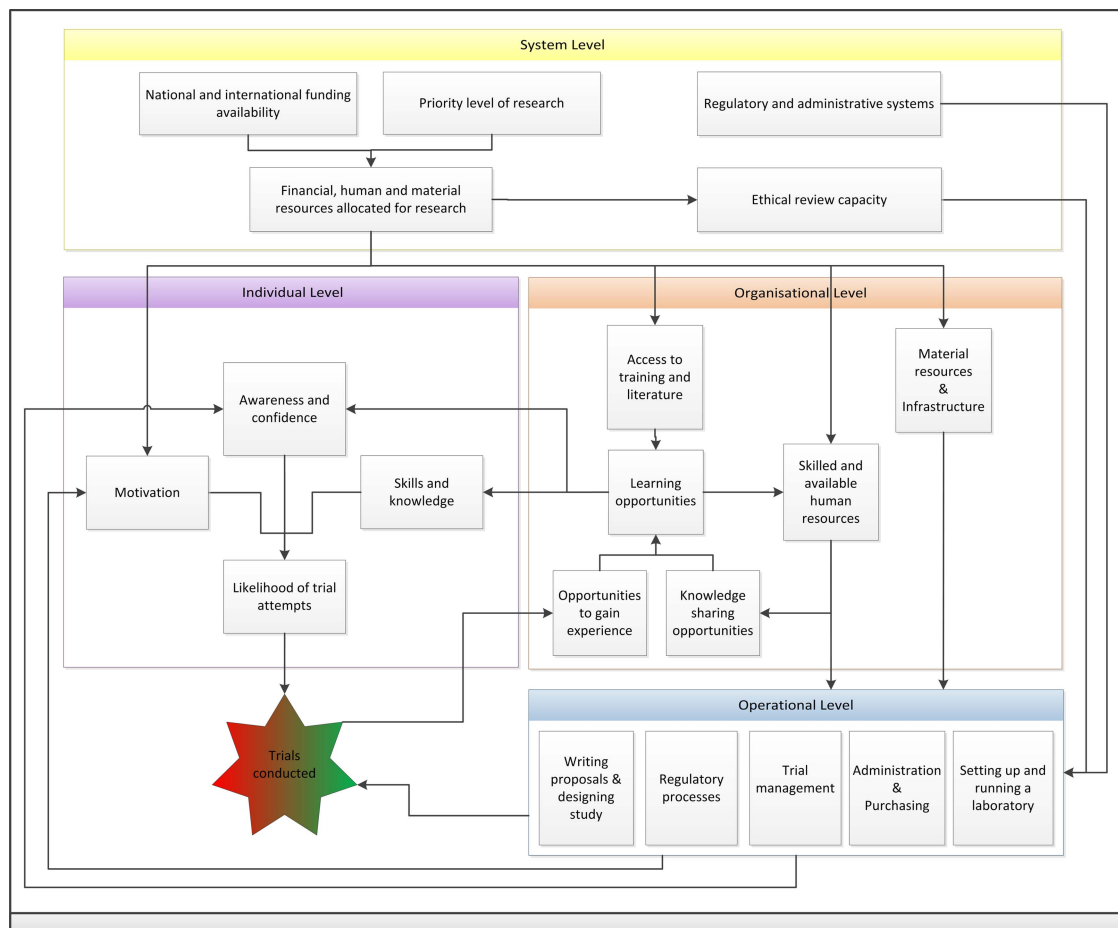 System Level
National and international funding
availability
Priority level of research
Regulatory and administrative systems
Financial, human and material
resources allocated for research
Ethical review capacity
Individual Level
Awareness and
confidence
Motivation
Skills and
knowledge
Likelihood of trial
attempts
Trials
conducted
Organisational Level
Access to
training and
literature
Material
resources
&
Infrastructure
Learning
opportunities
Skilled and
available
human
resources
Opportunities
to gain
experience
Knowledge
sharing
opportunities
Operational Level
Writing
proposals &
designing
study
Regulatory
processes
Trial
management
Administration
&
Purchasing
Setting up and
running a
laboratory